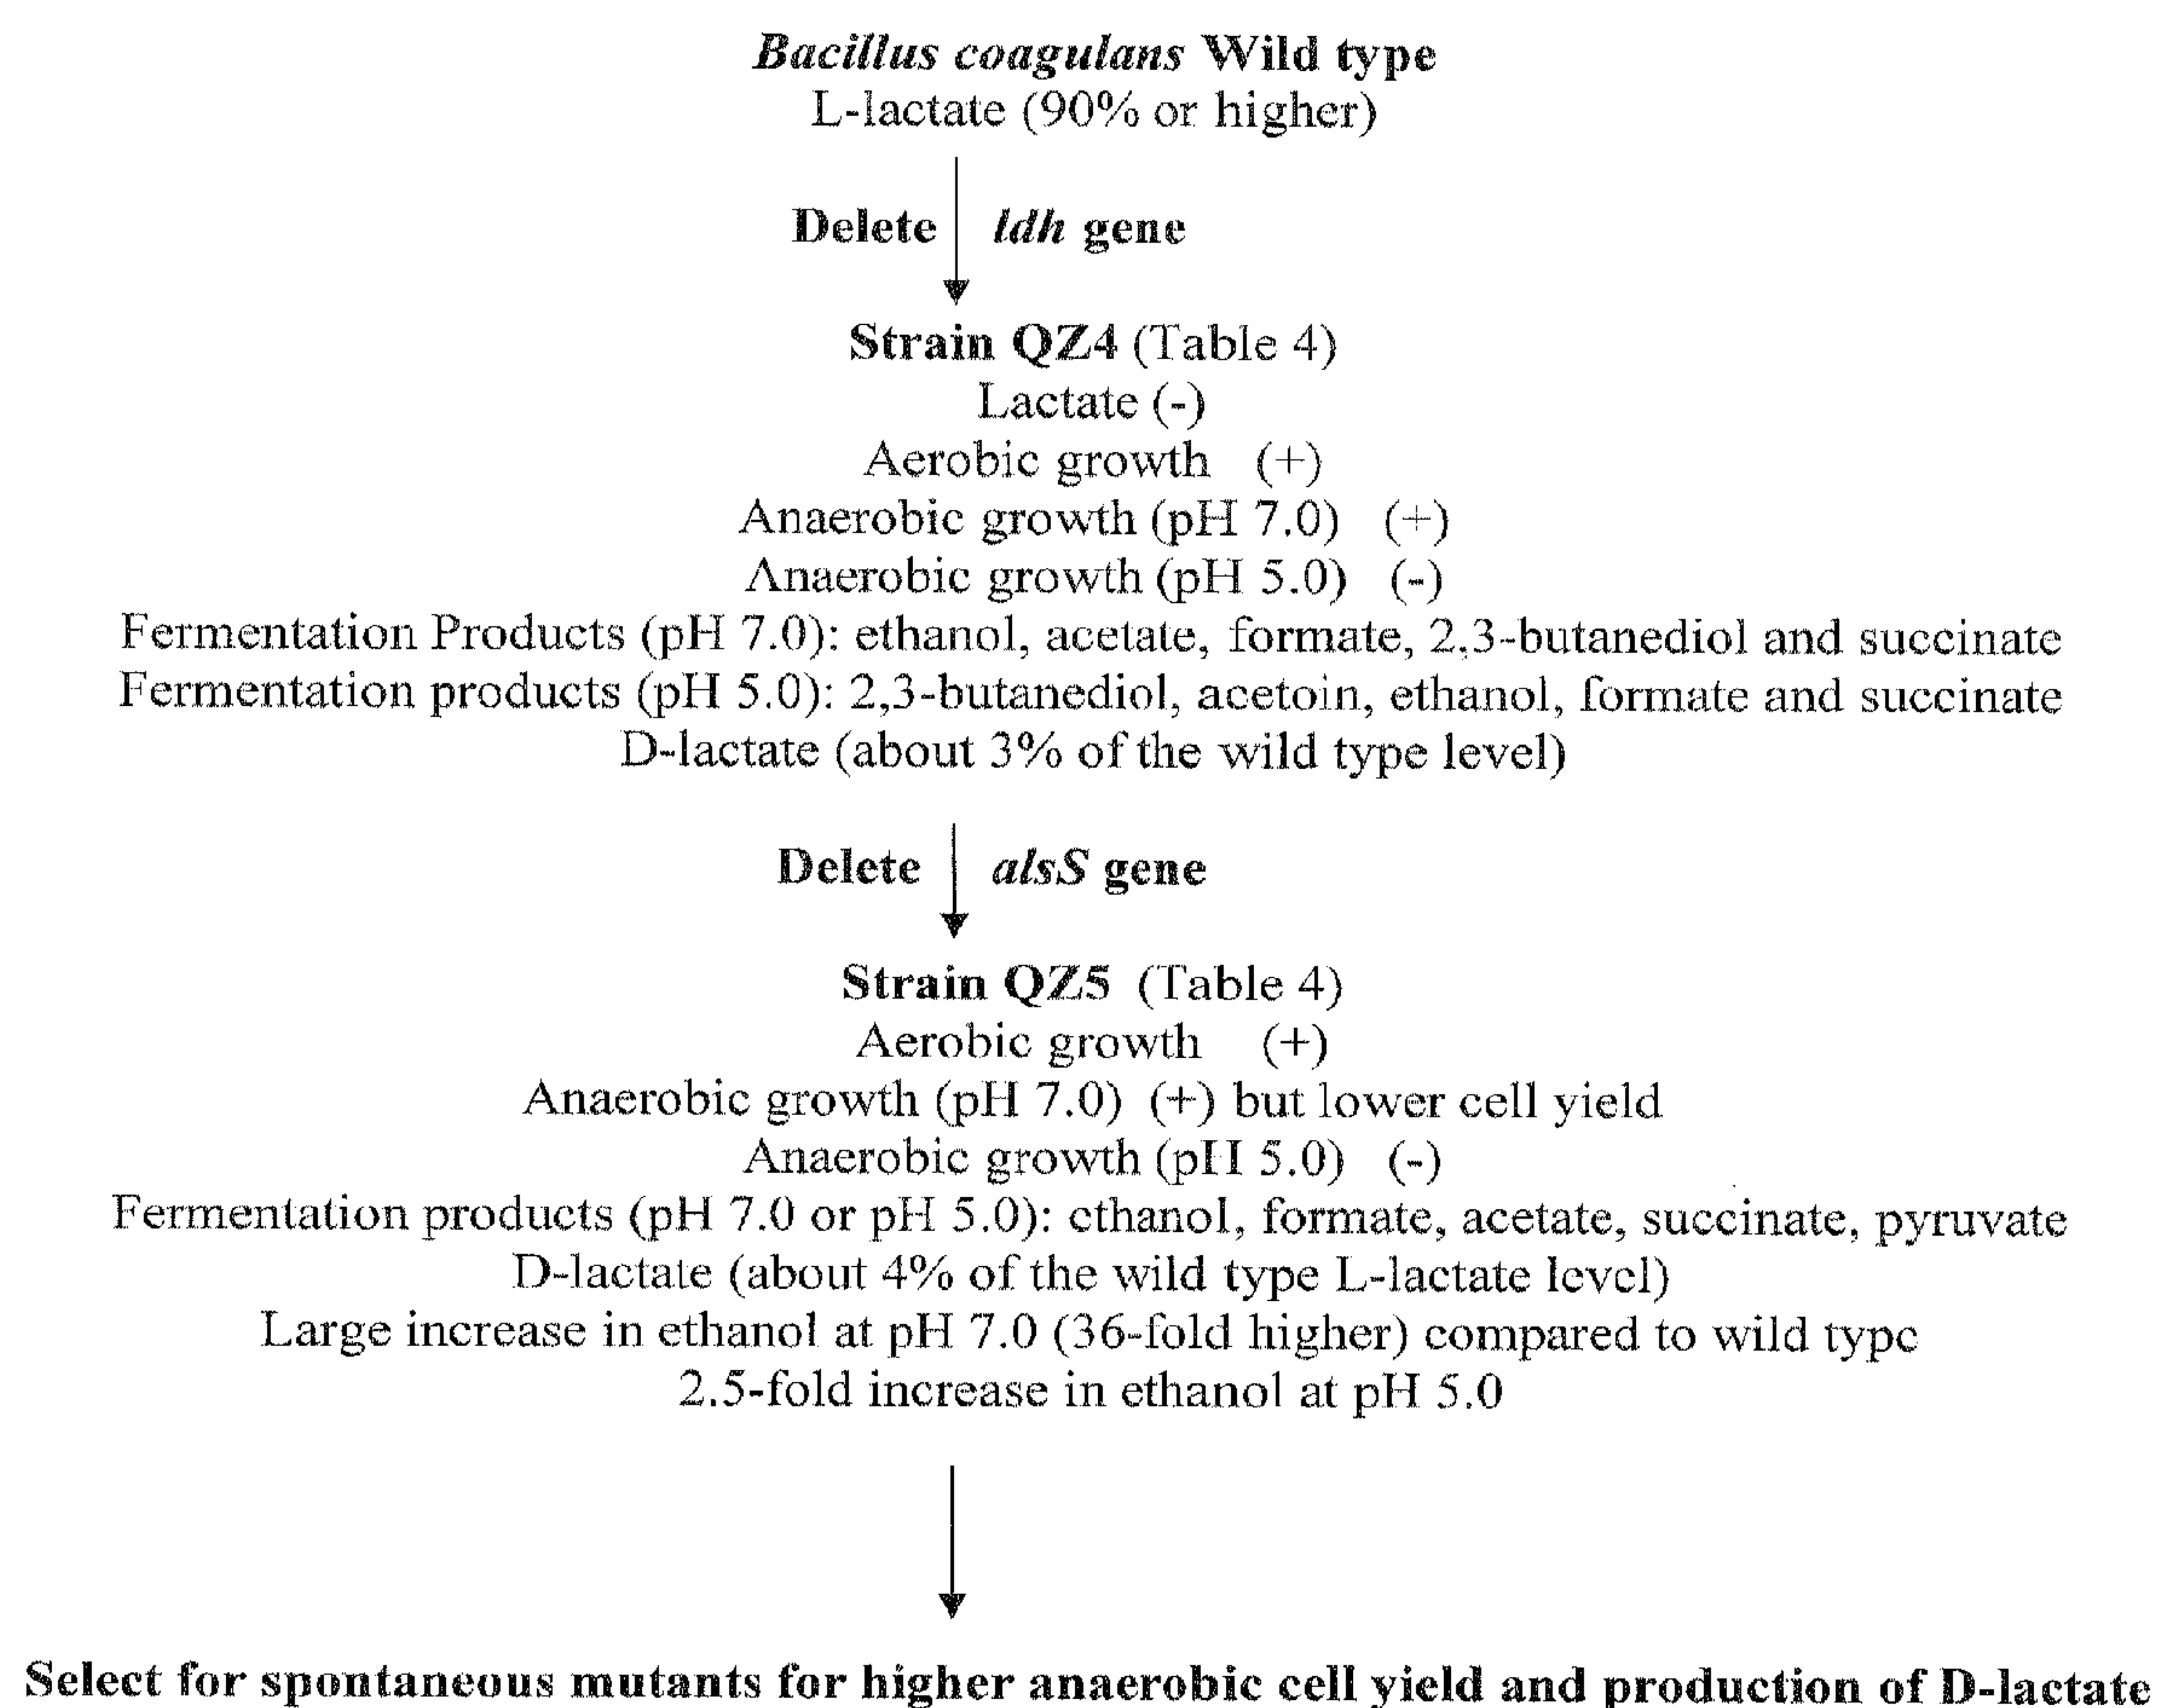 Bacillus coagulans Wild type
L-lactate (90% or higher)
Delete ldh gene
Strain QZ4 (Table 4)
Lactate (-)
Aerobic growth (+)
Anaerobic growth (pH 7.0) (+)
Anaerobic growth (pH 5.0) (-)
Fermentation Products (pH 7.0): ethanol, acetate, formate, 2,3-butanediol and succinate
Fermentation products (pH 5.0): 2,3-butanediol, acetoin, ethanol, formate and succinate
D-lactate (about 3% of the wild type level)
Delete alsS gene
Strain QZ5 (Table 4)
Aerobic growth (+)
Anaerobic growth (pH 7.0) (+) but lower cell yield
Anaerobic growth (pH 5.0) (-)
Fermentation products (pH 7.0 or pH 5.0): ethanol, formate, acetate, succinate, pyruvate
D-lactate (about 4% of the wild type L-lactate level)
Large increase in ethanol at pH 7.0 (36-fold higher) compared to wild type
2.5-fold increase in ethanol at pH 5.0
Select for spontaneous mutants for higher anaerobic cell yield and production of D-lactate